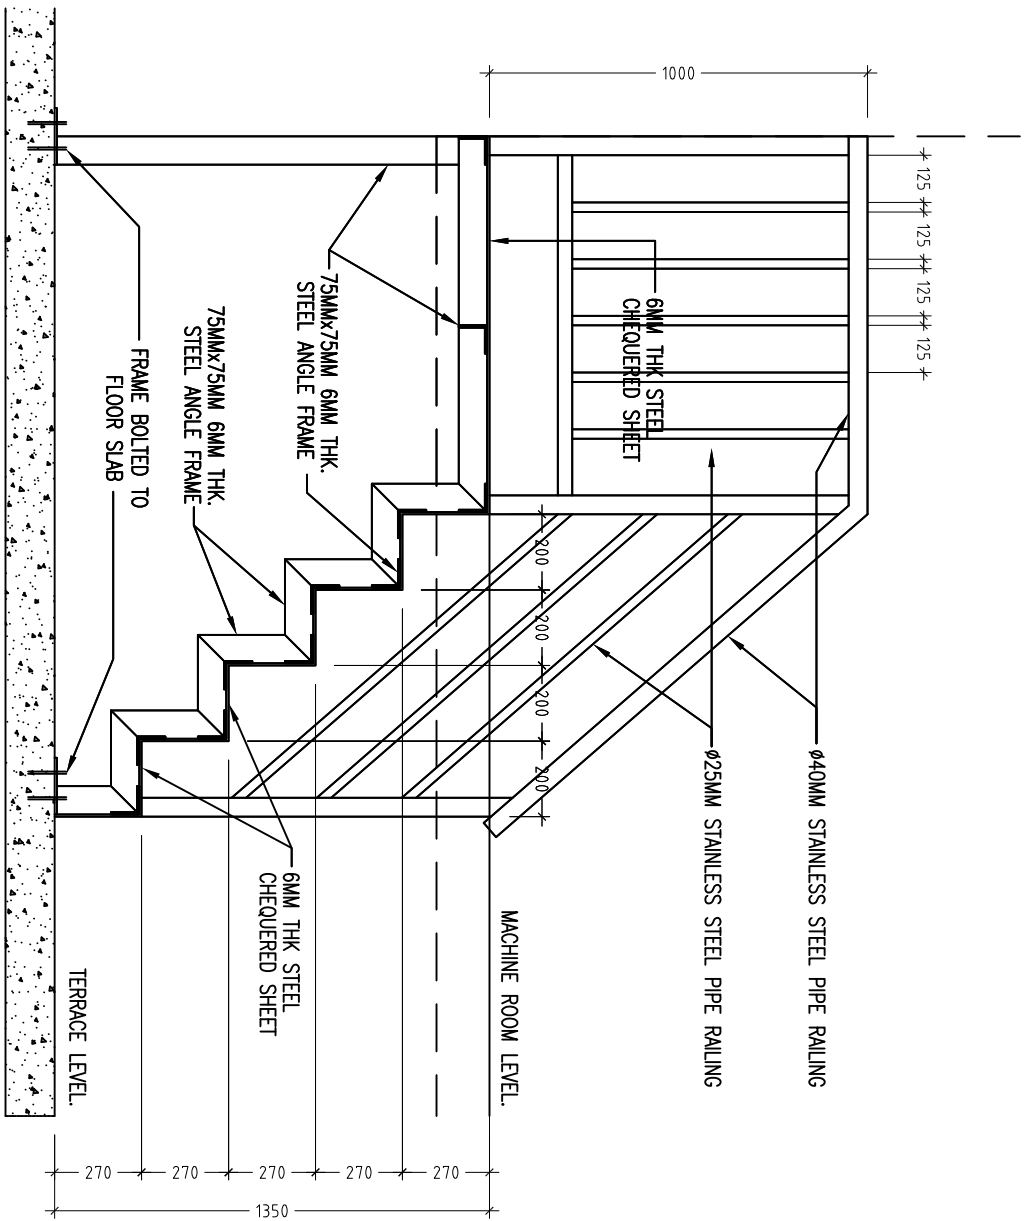 1000
125
125
125
125
6MM THK STEEL
CHEQUERED SHEET
75MMx75MM 6MM THK.
STEEL ANGLE FRAME
75MMx75MM 6MM THK.
STEEL ANGLE FRAME
FRAME BOLTED TO
FLOOR SLAB
200
200
200
200
ø40MM STAINLESS STEEL PIPE RAILING
ø25MM STAINLESS STEEL PIPE RAILING
6MM THK STEEL
CHEQUERED SHEET
MACHINE ROOM LEVEL.
TERRACE LEVEL.
270
270
270
270
270
1350